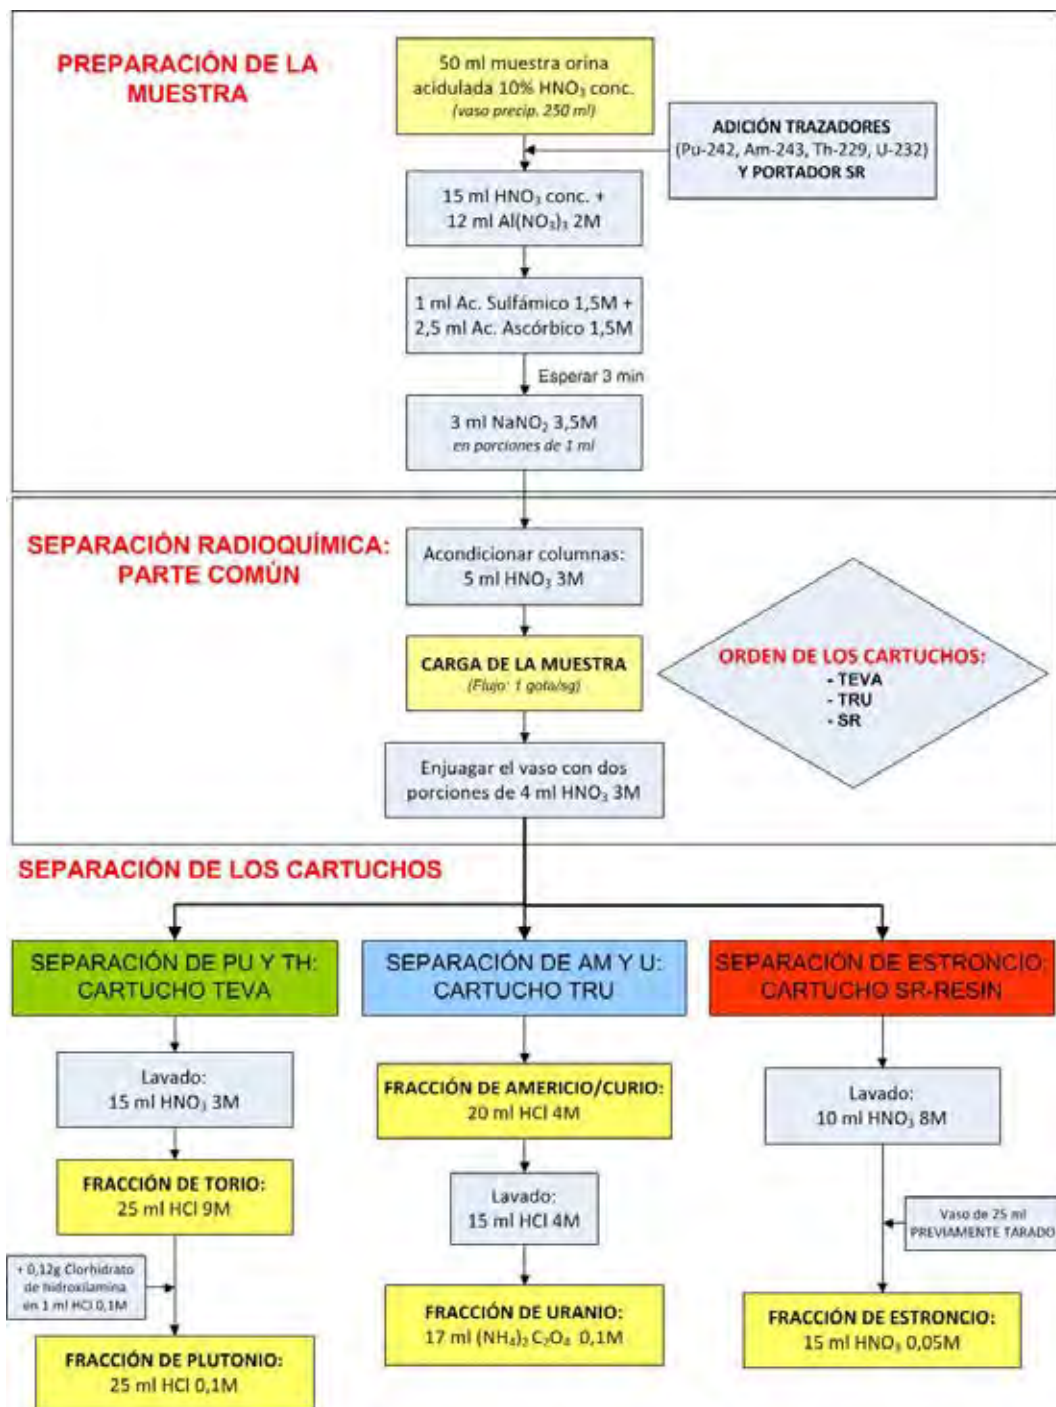 PREPARACIÓN DE LA
MUESTRA
50 ml muestra orina
acidulada 10% HNO₃ conc.
(vaso precip. 250 ml)
ADICIÓN TRAZADORES
(Pu-242, Am-243, Th-229, U-232)
Y PORTADOR SR
15 ml HNO₃ conc. +
12 ml Al(NO₃)₃ 2M
1 ml Ac. Sulfámico 1,5M +
2,5 ml Ac. Ascórbico 1,5M
Esperar 3 min
3 ml NaNO₂ 3,5M
en porciones de 1 ml
SEPARACIÓN RADIOQUÍMICA:
PARTE COMÚN
Acondicionar columnas:
5 ml HNO₃ 3M
CARGA DE LA MUESTRA
(Flujo: 1 gota/sg)
ORDEN DE LOS CARTUCHOS:
- TEVA
- TRU
- SR
Enjuagar el vaso con dos
porciones de 4 ml HNO₃ 3M
SEPARACIÓN DE LOS CARTUCHOS
SEPARACIÓN DE PU Y TH:
CARTUCHO TEVA
Lavado:
15 ml HNO₃ 3M
FRACCIÓN DE TORIO:
25 ml HCl 9M
+ 0,12g Clorhidrato
de hidroxilamina
en 1 ml HCl 0,1M
FRACCIÓN DE PLUTONIO:
25 ml HCl 0,1M
SEPARACIÓN DE AM Y U:
CARTUCHO TRU
FRACCIÓN DE AMERICIO/CURIO:
20 ml HCl 4M
Lavado:
15 ml HCl 4M
FRACCIÓN DE URANIO:
17 ml (NH₄)₂ C₂O₄ 0,1M
SEPARACIÓN DE ESTRONCIO:
CARTUCHO SR-RESIN
Lavado:
10 ml HNO₃ 8M
Vaso de 25 ml
PREVIAMENTE TARADO
FRACCIÓN DE ESTRONCIO:
15 ml HNO₃ 0,05M